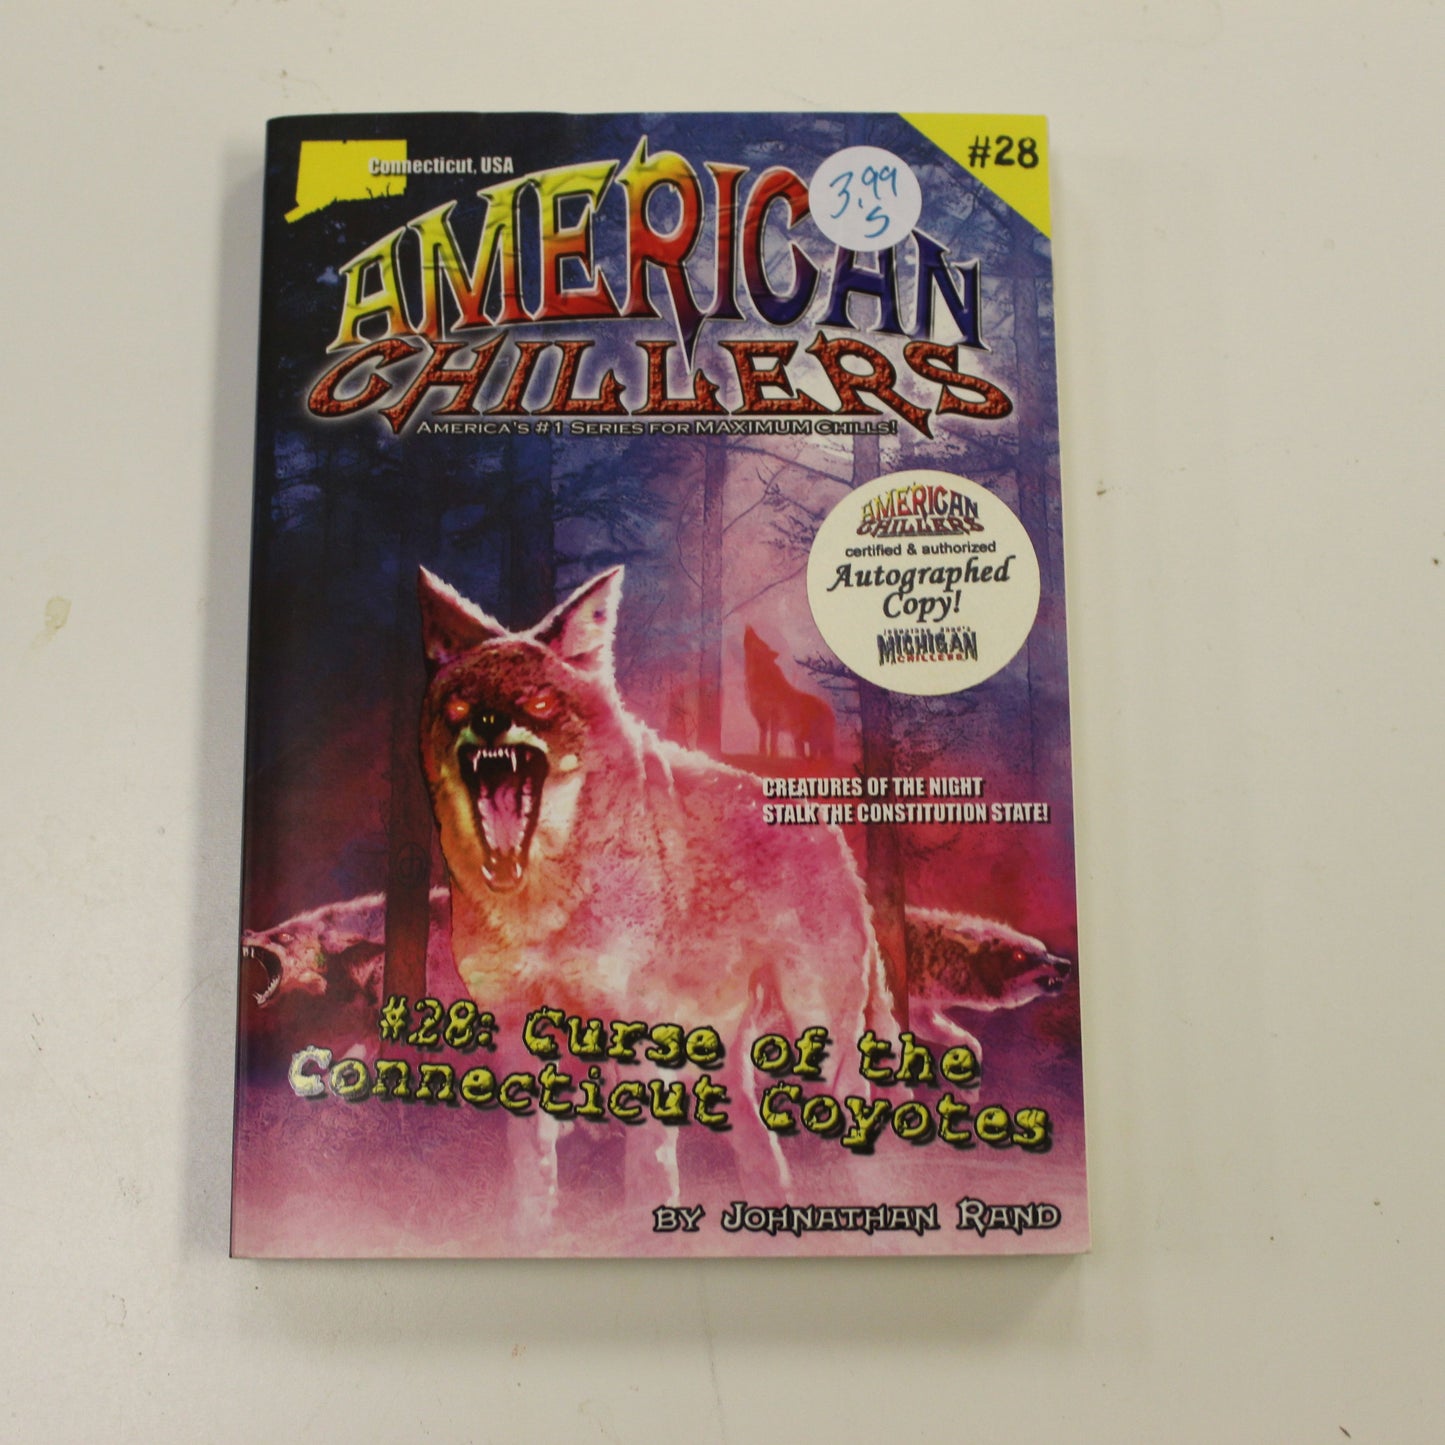 Connecticut, USA
#28
3.99
S
AMERICAN
CHILLERS
AMERICA'S #1 SERIES FOR MAXIMUM CHILLS!
AMERICAN
CHILLERS
certified & authorized
Autographed
Copy!
JOHNATHAN RAND'S
MICHIGAN
CHILLERS
CREATURES OF THE NIGHT
STALK THE CONSTITUTION STATE!
#28: Curse of the
Connecticut Coyotes
BY JOHNATHAN RAND